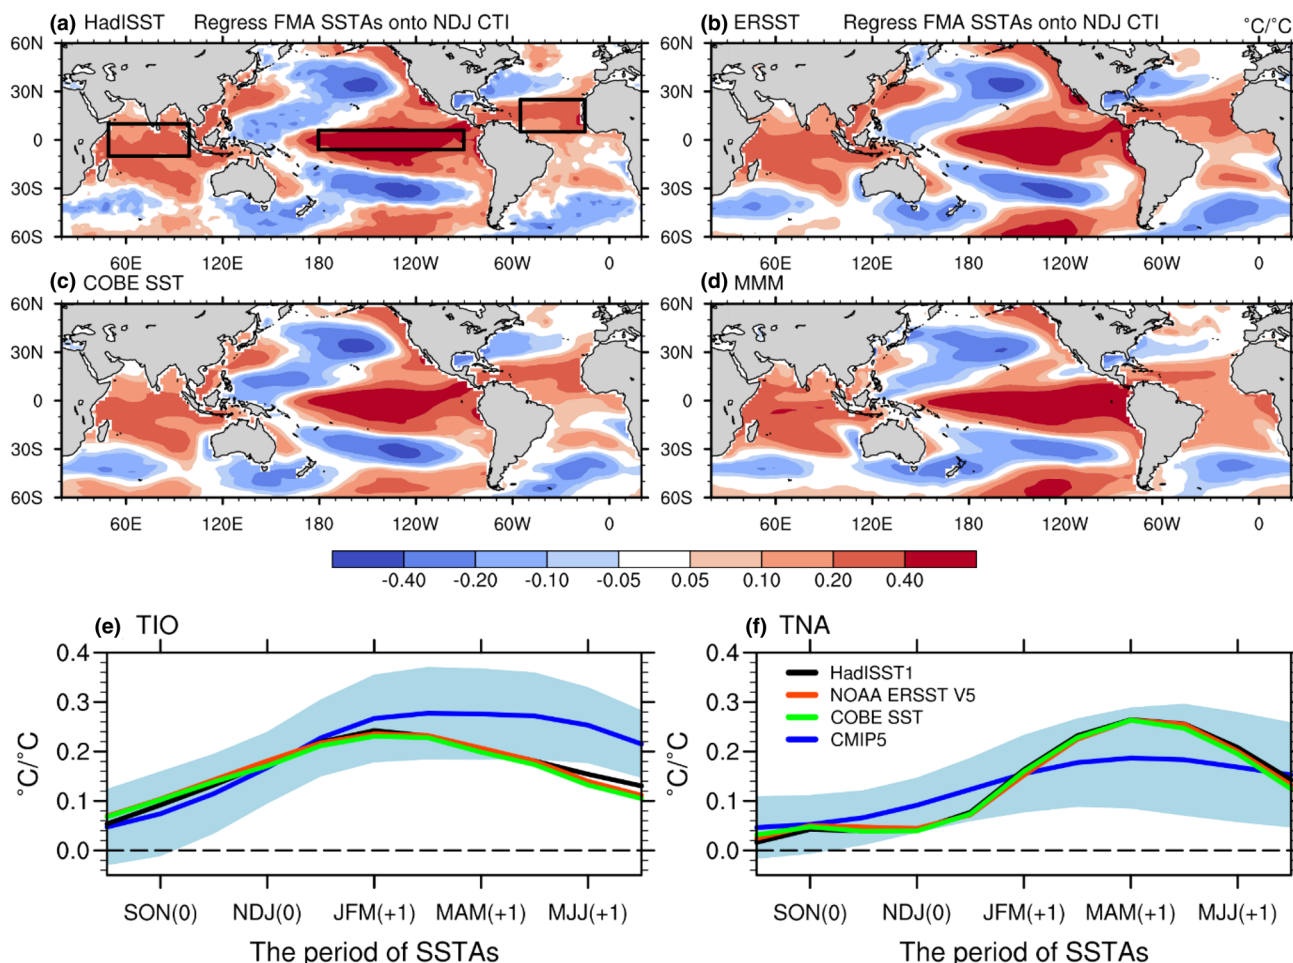 (a) HadISST Regress FMA SSTAs onto NDJ CTI
(b) ERSST Regress FMA SSTAs onto NDJ CTI °C/°C
60N
30N
0
30S
60S
60E 120E 180 120W 60W 0
60N
30N
0
30S
60S
60E 120E 180 120W 60W 0
(c) COBE SST
(d) MMM
60N
30N
0
30S
60S
60E 120E 180 120W 60W 0
60N
30N
0
30S
60S
60E 120E 180 120W 60W 0
-0.40 -0.20 -0.10 -0.05 0.05 0.10 0.20 0.40
(e) TIO
0.4
0.3
0.2
0.1
0.0
°C/°C
SON(0) NDJ(0) JFM(+1) MAM(+1) MJJ(+1)
The period of SSTAs
(f) TNA
HadISST1
NOAA ERSST V5
COBE SST
CMIP5
0.4
0.3
0.2
0.1
0.0
°C/°C
SON(0) NDJ(0) JFM(+1) MAM(+1) MJJ(+1)
The period of SSTAs